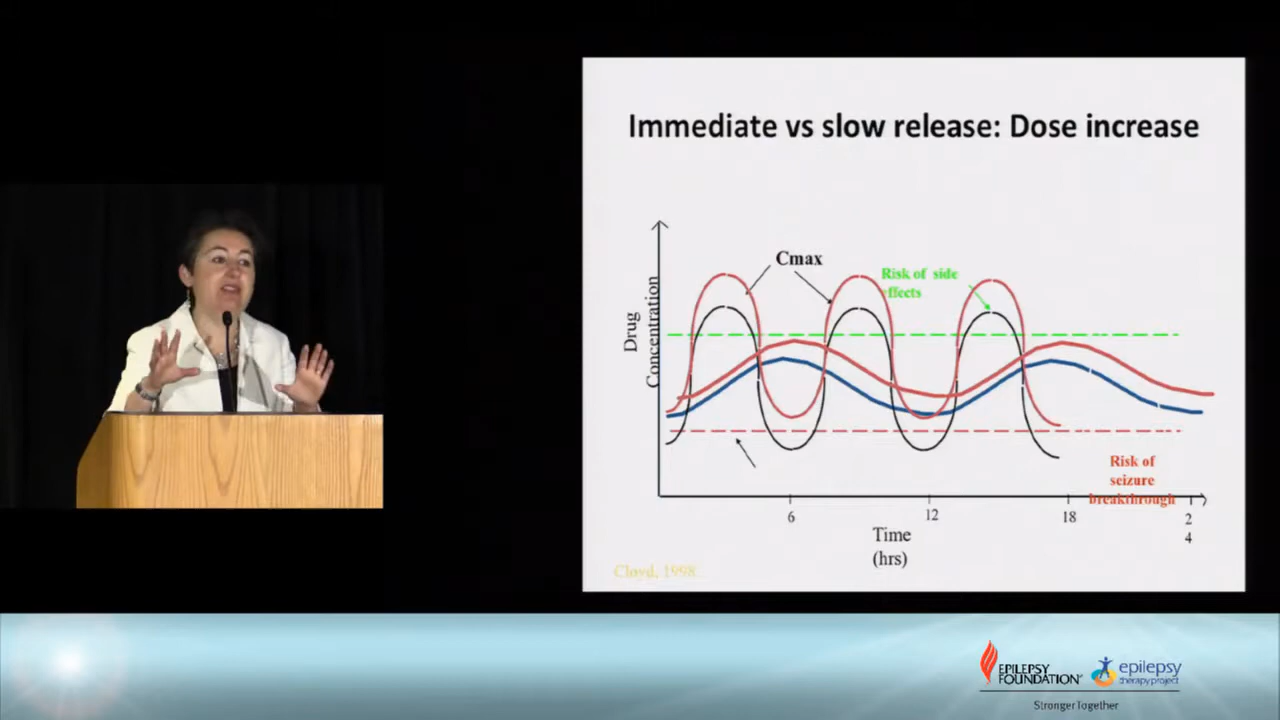 Immediate vs slow release: Dose increase
Cmax
Risk of side
effects
Drug
Concentration
Risk of
seizure
breakthrough
6
12
18
2
4
Time
(hrs)
Cloyd, 1998.
EPILEPSY
FOUNDATION
epilepsy
therapy project
Stronger Together